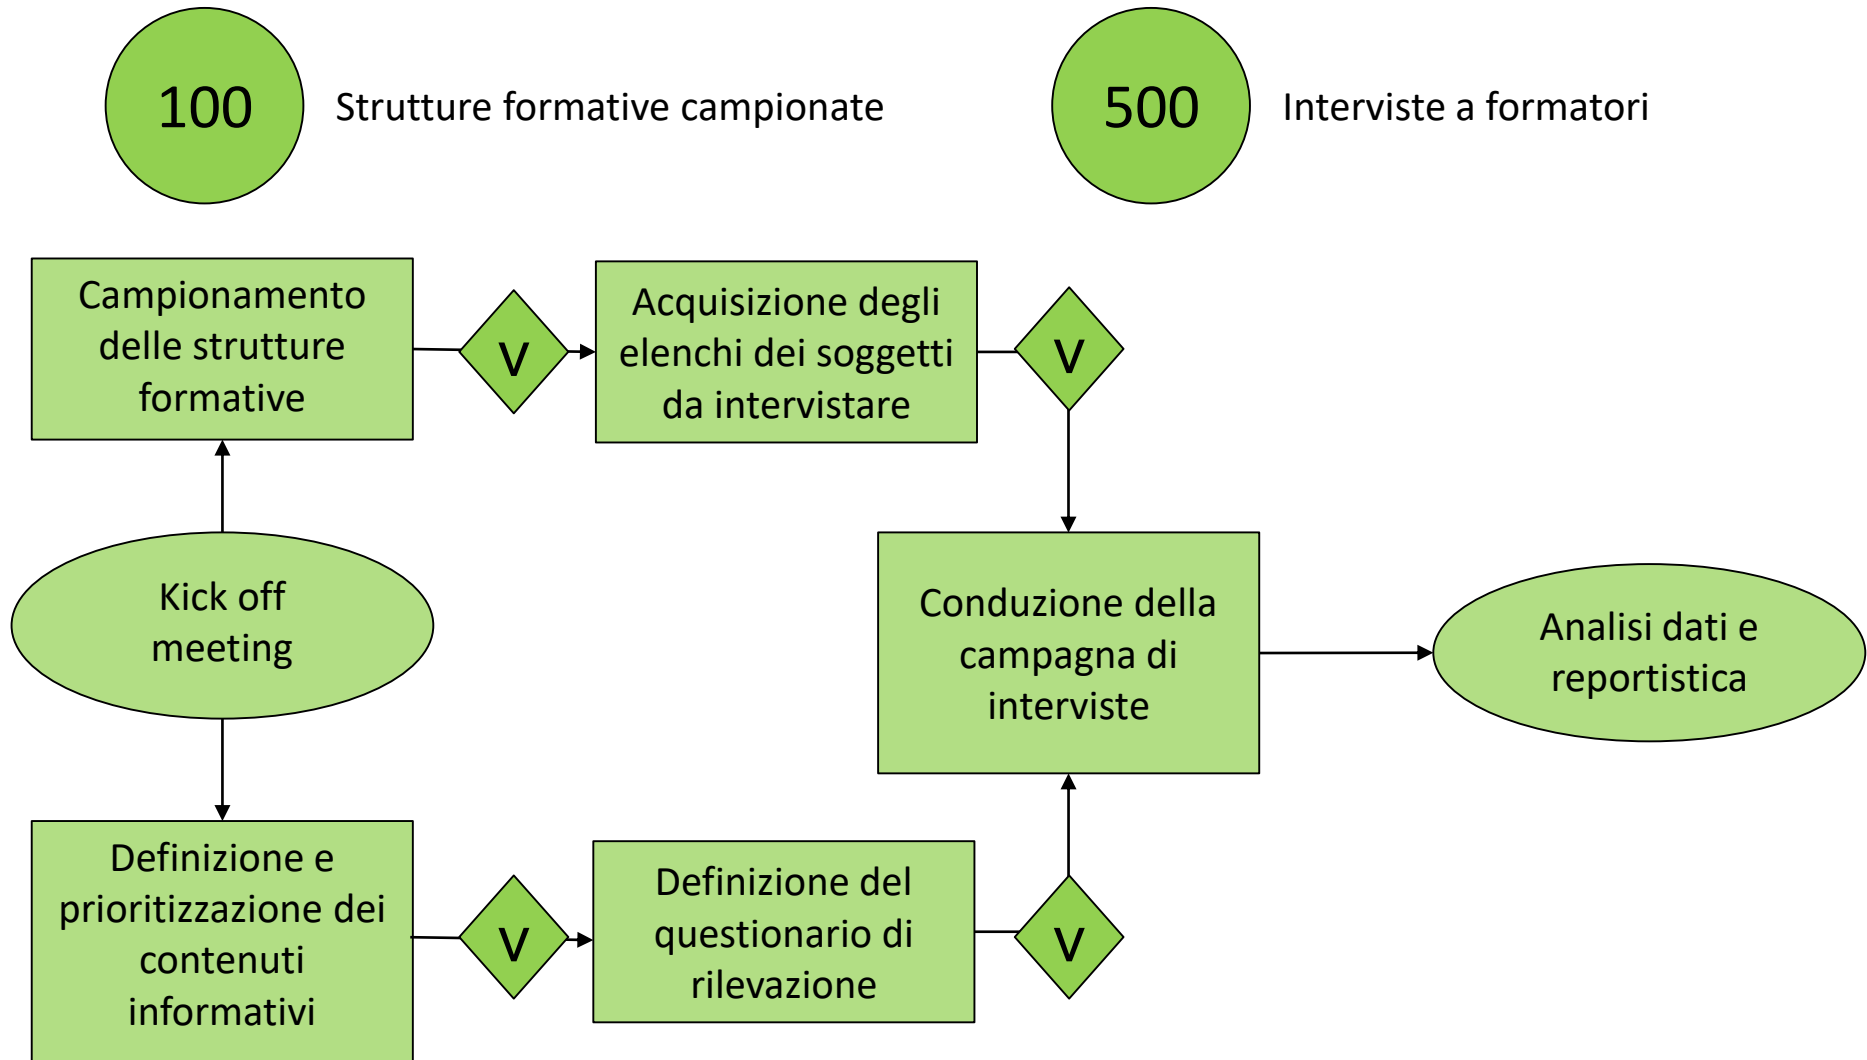 100
Strutture formative campionate
500
Interviste a formatori
Campionamento
delle strutture
formative
V
Acquisizione degli
elenchi dei soggetti
da intervistare
V
Kick off
meeting
Conduzione della
campagna di
interviste
Analisi dati e
reportistica
Definizione e
prioritizzazione dei
contenuti
informativi
V
Definizione del
questionario di
rilevazione
V